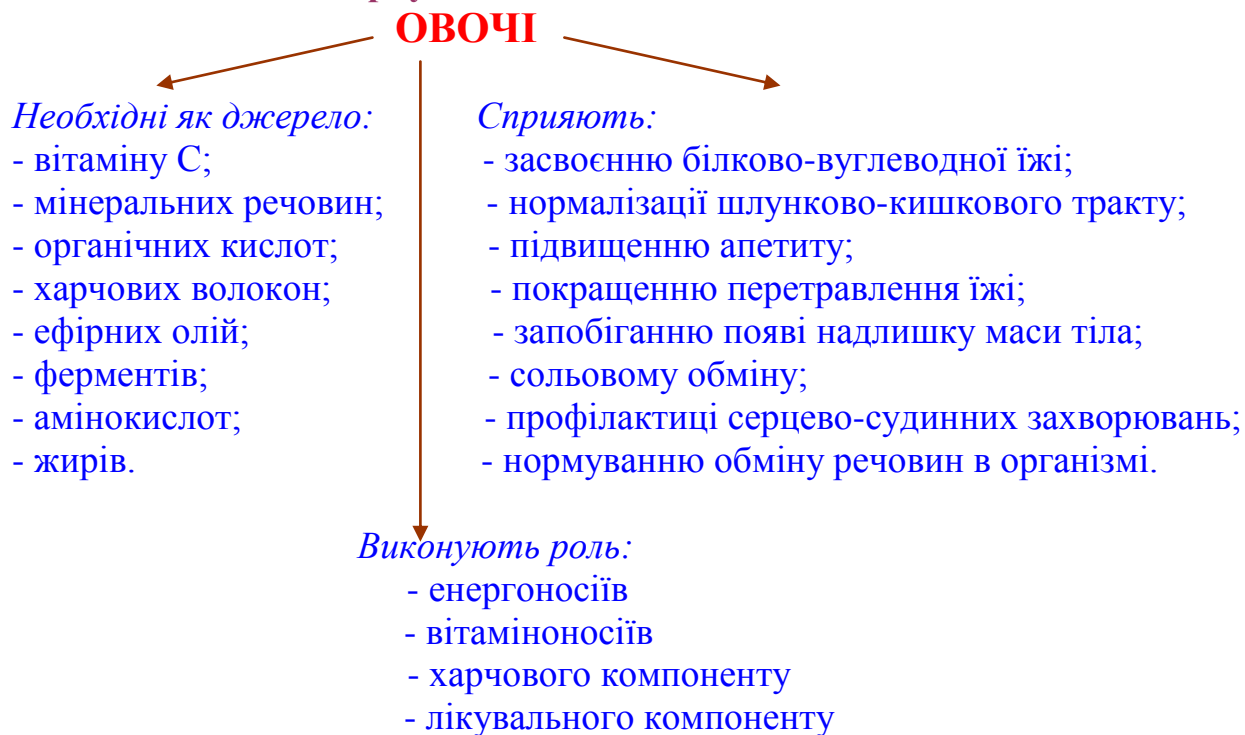 ОВОЧІ
Необхідні як джерело:
- вітаміну С;
- мінеральних речовин;
- органічних кислот;
- харчових волокон;
- ефірних олій;
- ферментів;
- амінокислот;
- жирів.
Сприяють:
- засвоєнню білково-вуглеводної їжі;
- нормалізації шлунково-кишкового тракту;
- підвищенню апетиту;
- покращенню перетравлення їжі;
- запобіганню появі надлишку маси тіла;
- сольовому обміну;
- профілактиці серцево-судинних захворювань;
- нормуванню обміну речовин в організмі.
Виконують роль:
- енергоносіїв
- вітаміноносіїв
- харчового компоненту
- лікувального компоненту